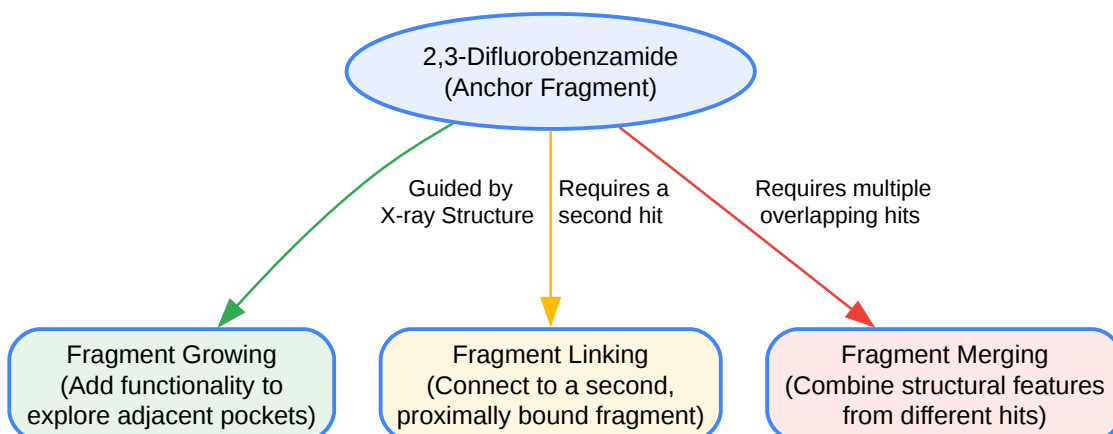 2,3-Difluorobenzamide
(Anchor Fragment)
Guided by
X-ray Structure
Requires a
second hit
Requires multiple
overlapping hits
Fragment Growing
(Add functionality to
explore adjacent pockets)
Fragment Linking
(Connect to a second,
proximally bound fragment)
Fragment Merging
(Combine structural features
from different hits)